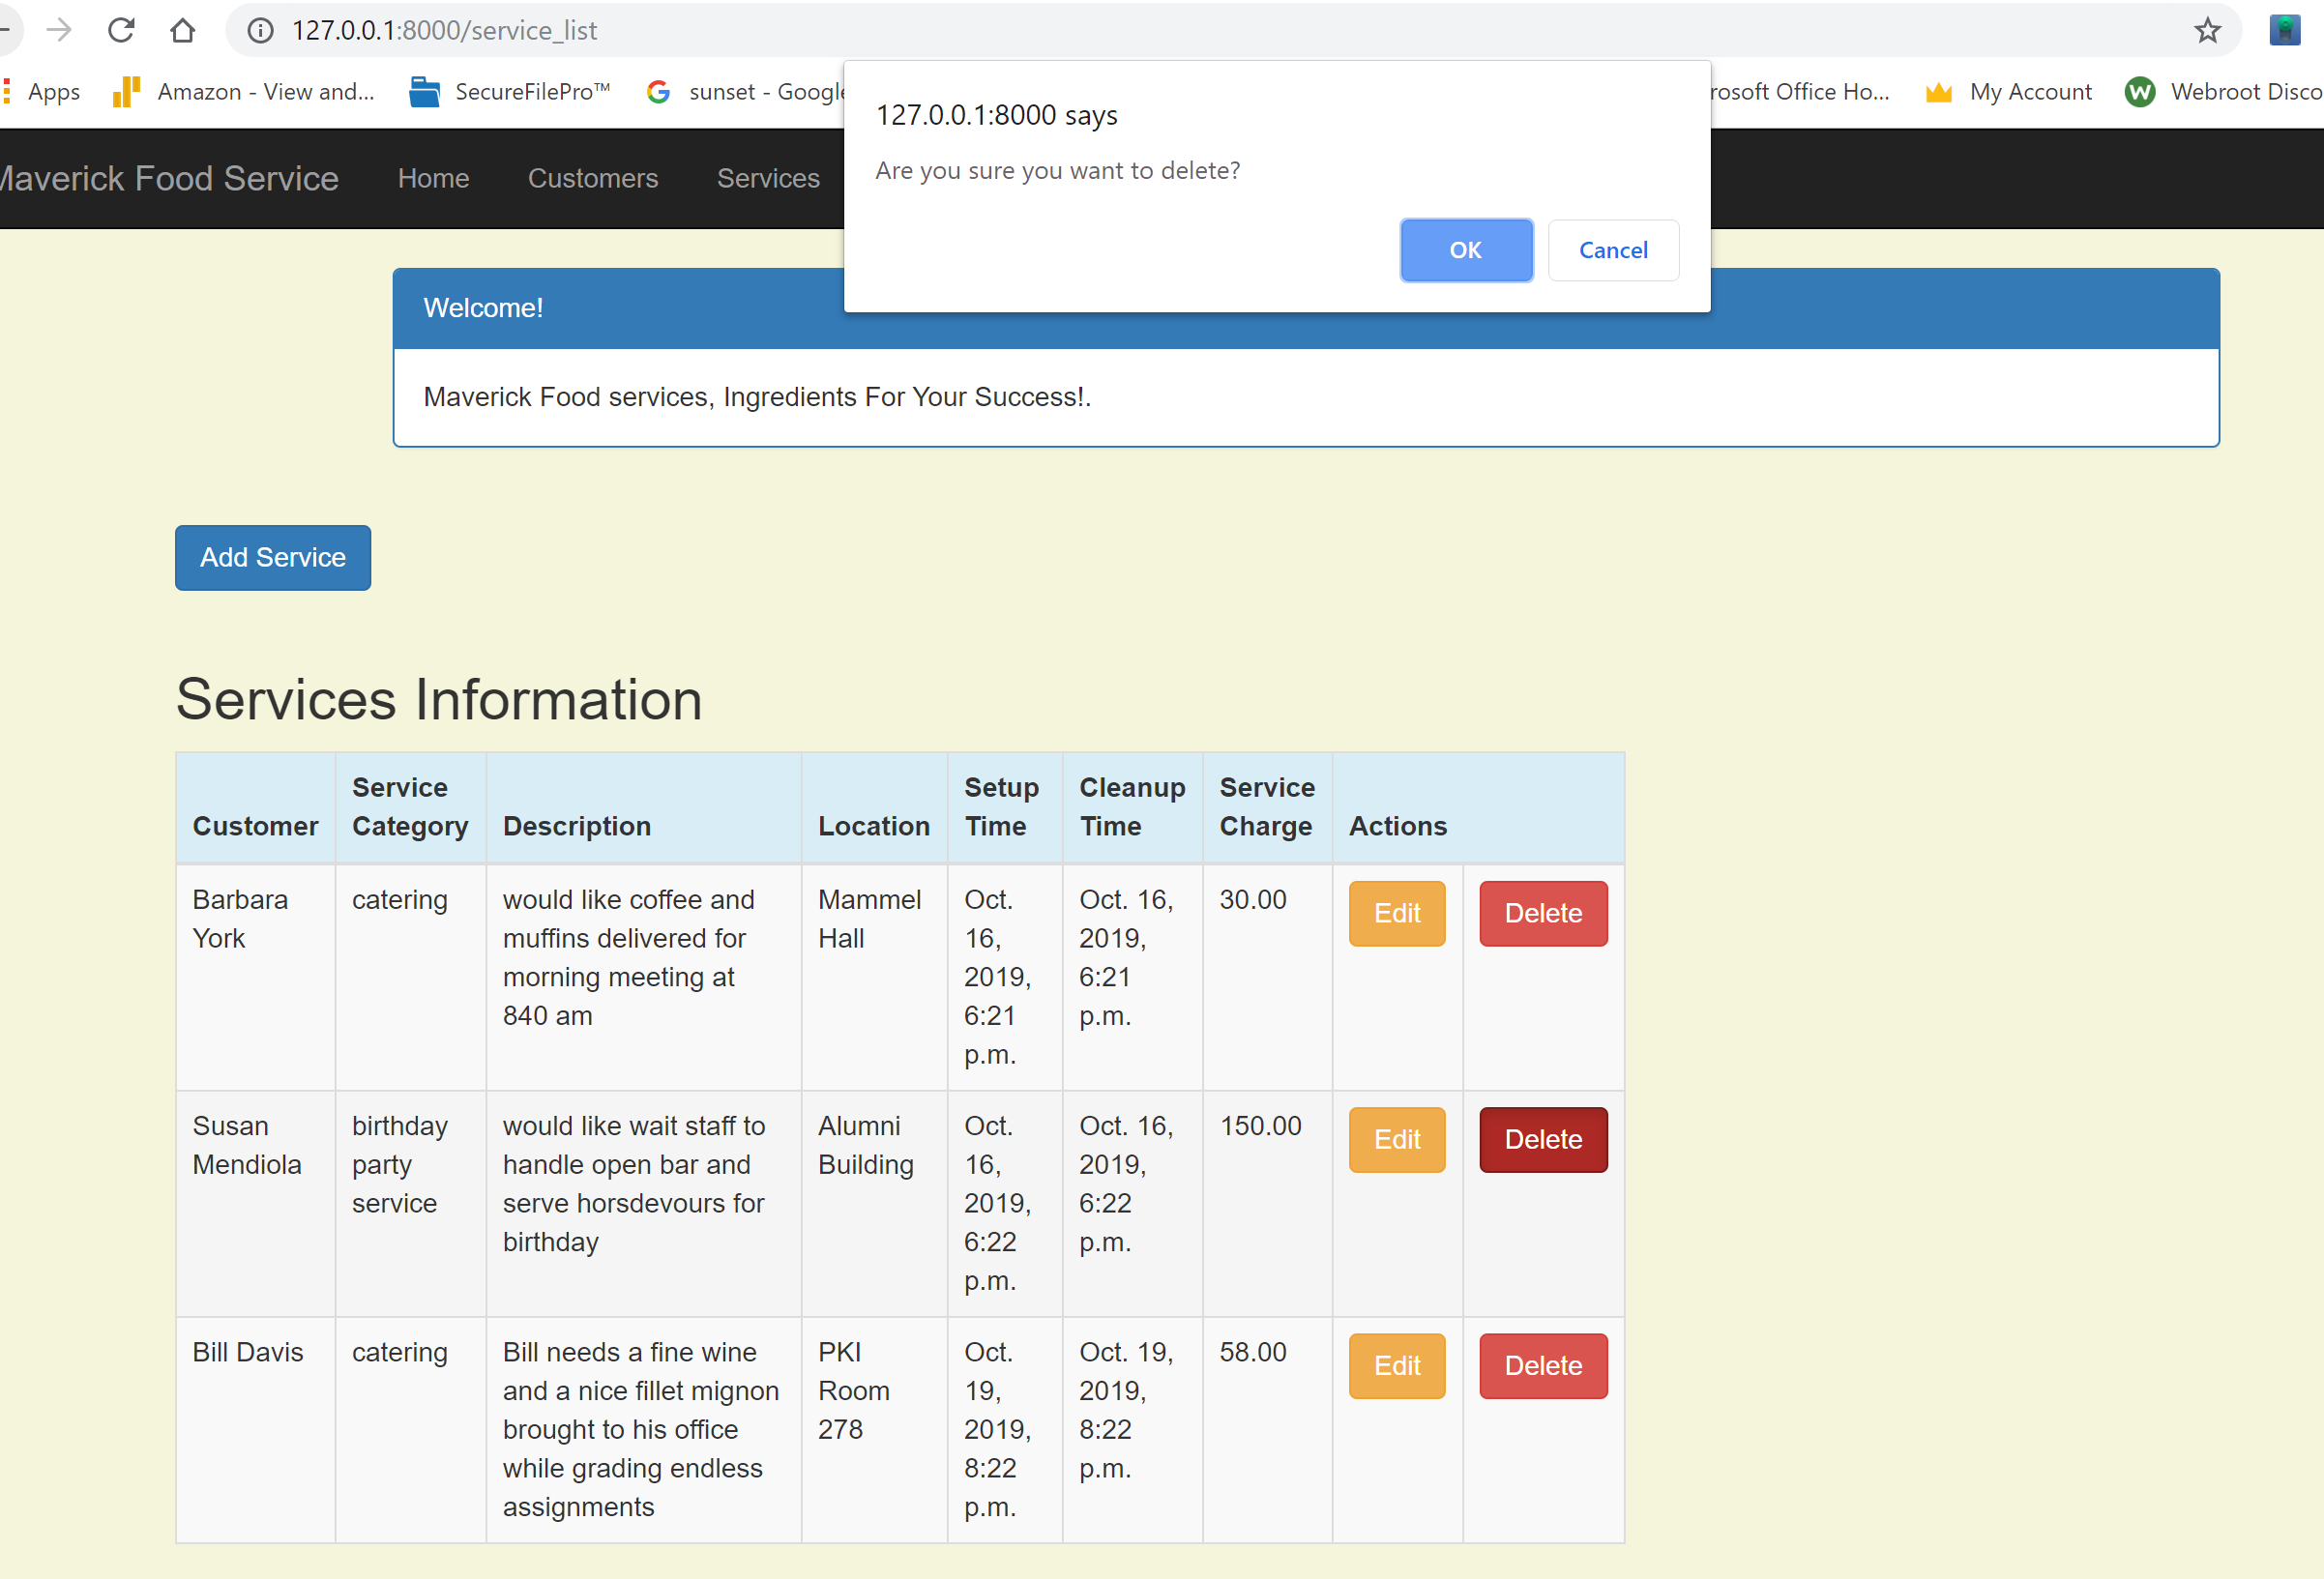 127.0.0.1:8000/service_list
Apps Amazon - View and... SecureFilePro™ sunset - Google rosoft Office Ho... My Account Webroot Disco
127.0.0.1:8000 says
Are you sure you want to delete?
OK Cancel
Maverick Food Service Home Customers Services
Welcome!
Maverick Food services, Ingredients For Your Success!.
Add Service
Services Information
Customer Service Category Description Location Setup Time Cleanup Time Service Charge Actions
Barbara York catering would like coffee and muffins delivered for morning meeting at 840 am Mammel Hall Oct. 16, 2019, 6:21 p.m. Oct. 16, 2019, 6:21 p.m. 30.00 Edit Delete
Susan Mendiola birthday party service would like wait staff to handle open bar and serve horsdevours for birthday Alumni Building Oct. 16, 2019, 6:22 p.m. Oct. 16, 2019, 6:22 p.m. 150.00 Edit Delete
Bill Davis catering Bill needs a fine wine and a nice fillet mignon brought to his office while grading endless assignments PKI Room 278 Oct. 19, 2019, 8:22 p.m. Oct. 19, 2019, 8:22 p.m. 58.00 Edit Delete